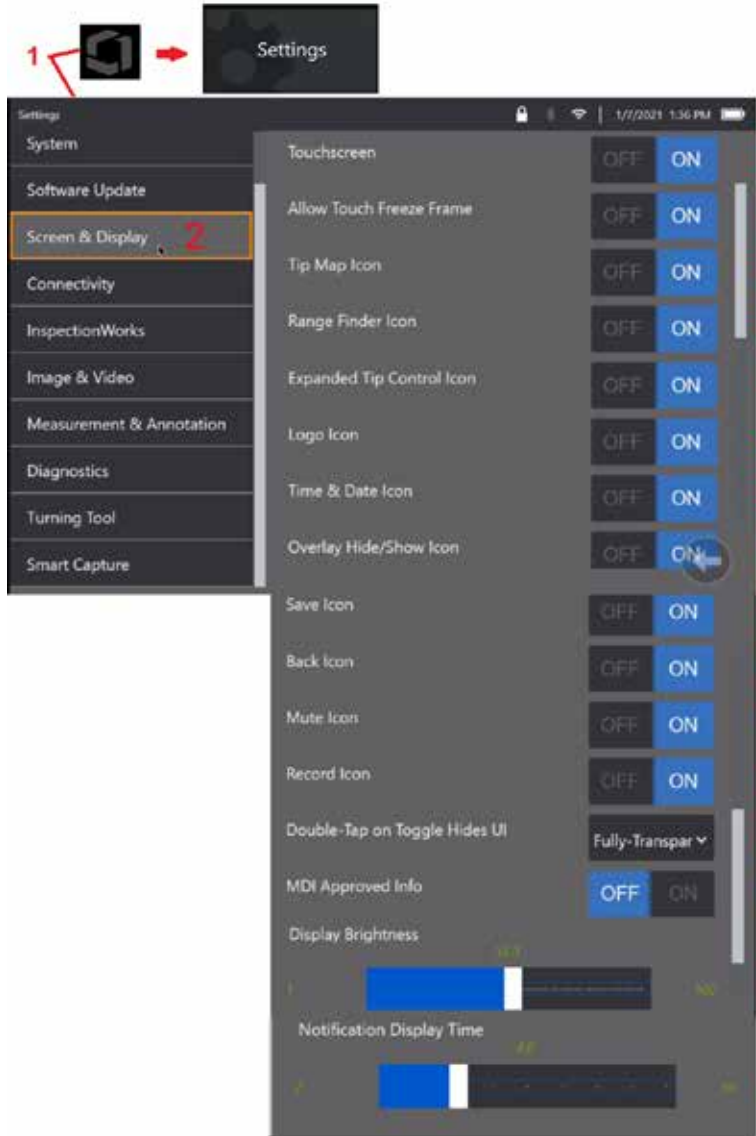 1
Settings
Settings
1/7/2021 1:36 PM
System
Software Update
Screen & Display
2
Connectivity
InspectionWorks
Image & Video
Measurement & Annotation
Diagnostics
Turning Tool
Smart Capture
Touchscreen
OFF ON
Allow Touch Freeze Frame
OFF ON
Tip Map Icon
OFF ON
Range Finder Icon
OFF ON
Expanded Tip Control Icon
OFF ON
Logo Icon
OFF ON
Time & Date Icon
OFF ON
Overlay Hide/Show Icon
OFF ON
Save Icon
OFF ON
Back Icon
OFF ON
Mute Icon
OFF ON
Record Icon
OFF ON
Double-Tap on Toggle Hides UI
Fully-Transpar
MDI Approved Info
OFF ON
Display Brightness
1
100
Notification Display Time
2